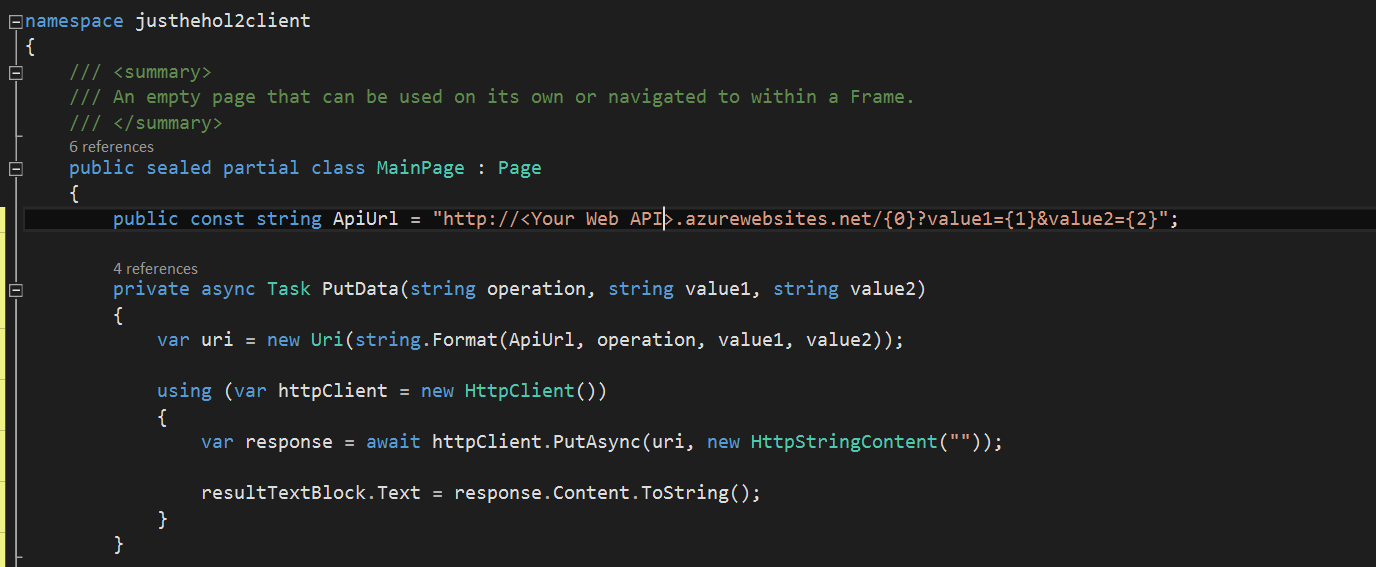 namespace justhehol2client
{
/// <summary>
/// An empty page that can be used on its own or navigated to within a Frame.
/// </summary>
6 references
public sealed partial class MainPage : Page
{
public const string ApiUrl = "http://<Your Web API>.azurewebsites.net/{0}?value1={1}&value2={2}";
4 references
private async Task PutData(string operation, string value1, string value2)
{
var uri = new Uri(string.Format(ApiUrl, operation, value1, value2));
using (var httpClient = new HttpClient())
{
var response = await httpClient.PutAsync(uri, new HttpStringContent(""));
resultTextBlock.Text = response.Content.ToString();
}
}